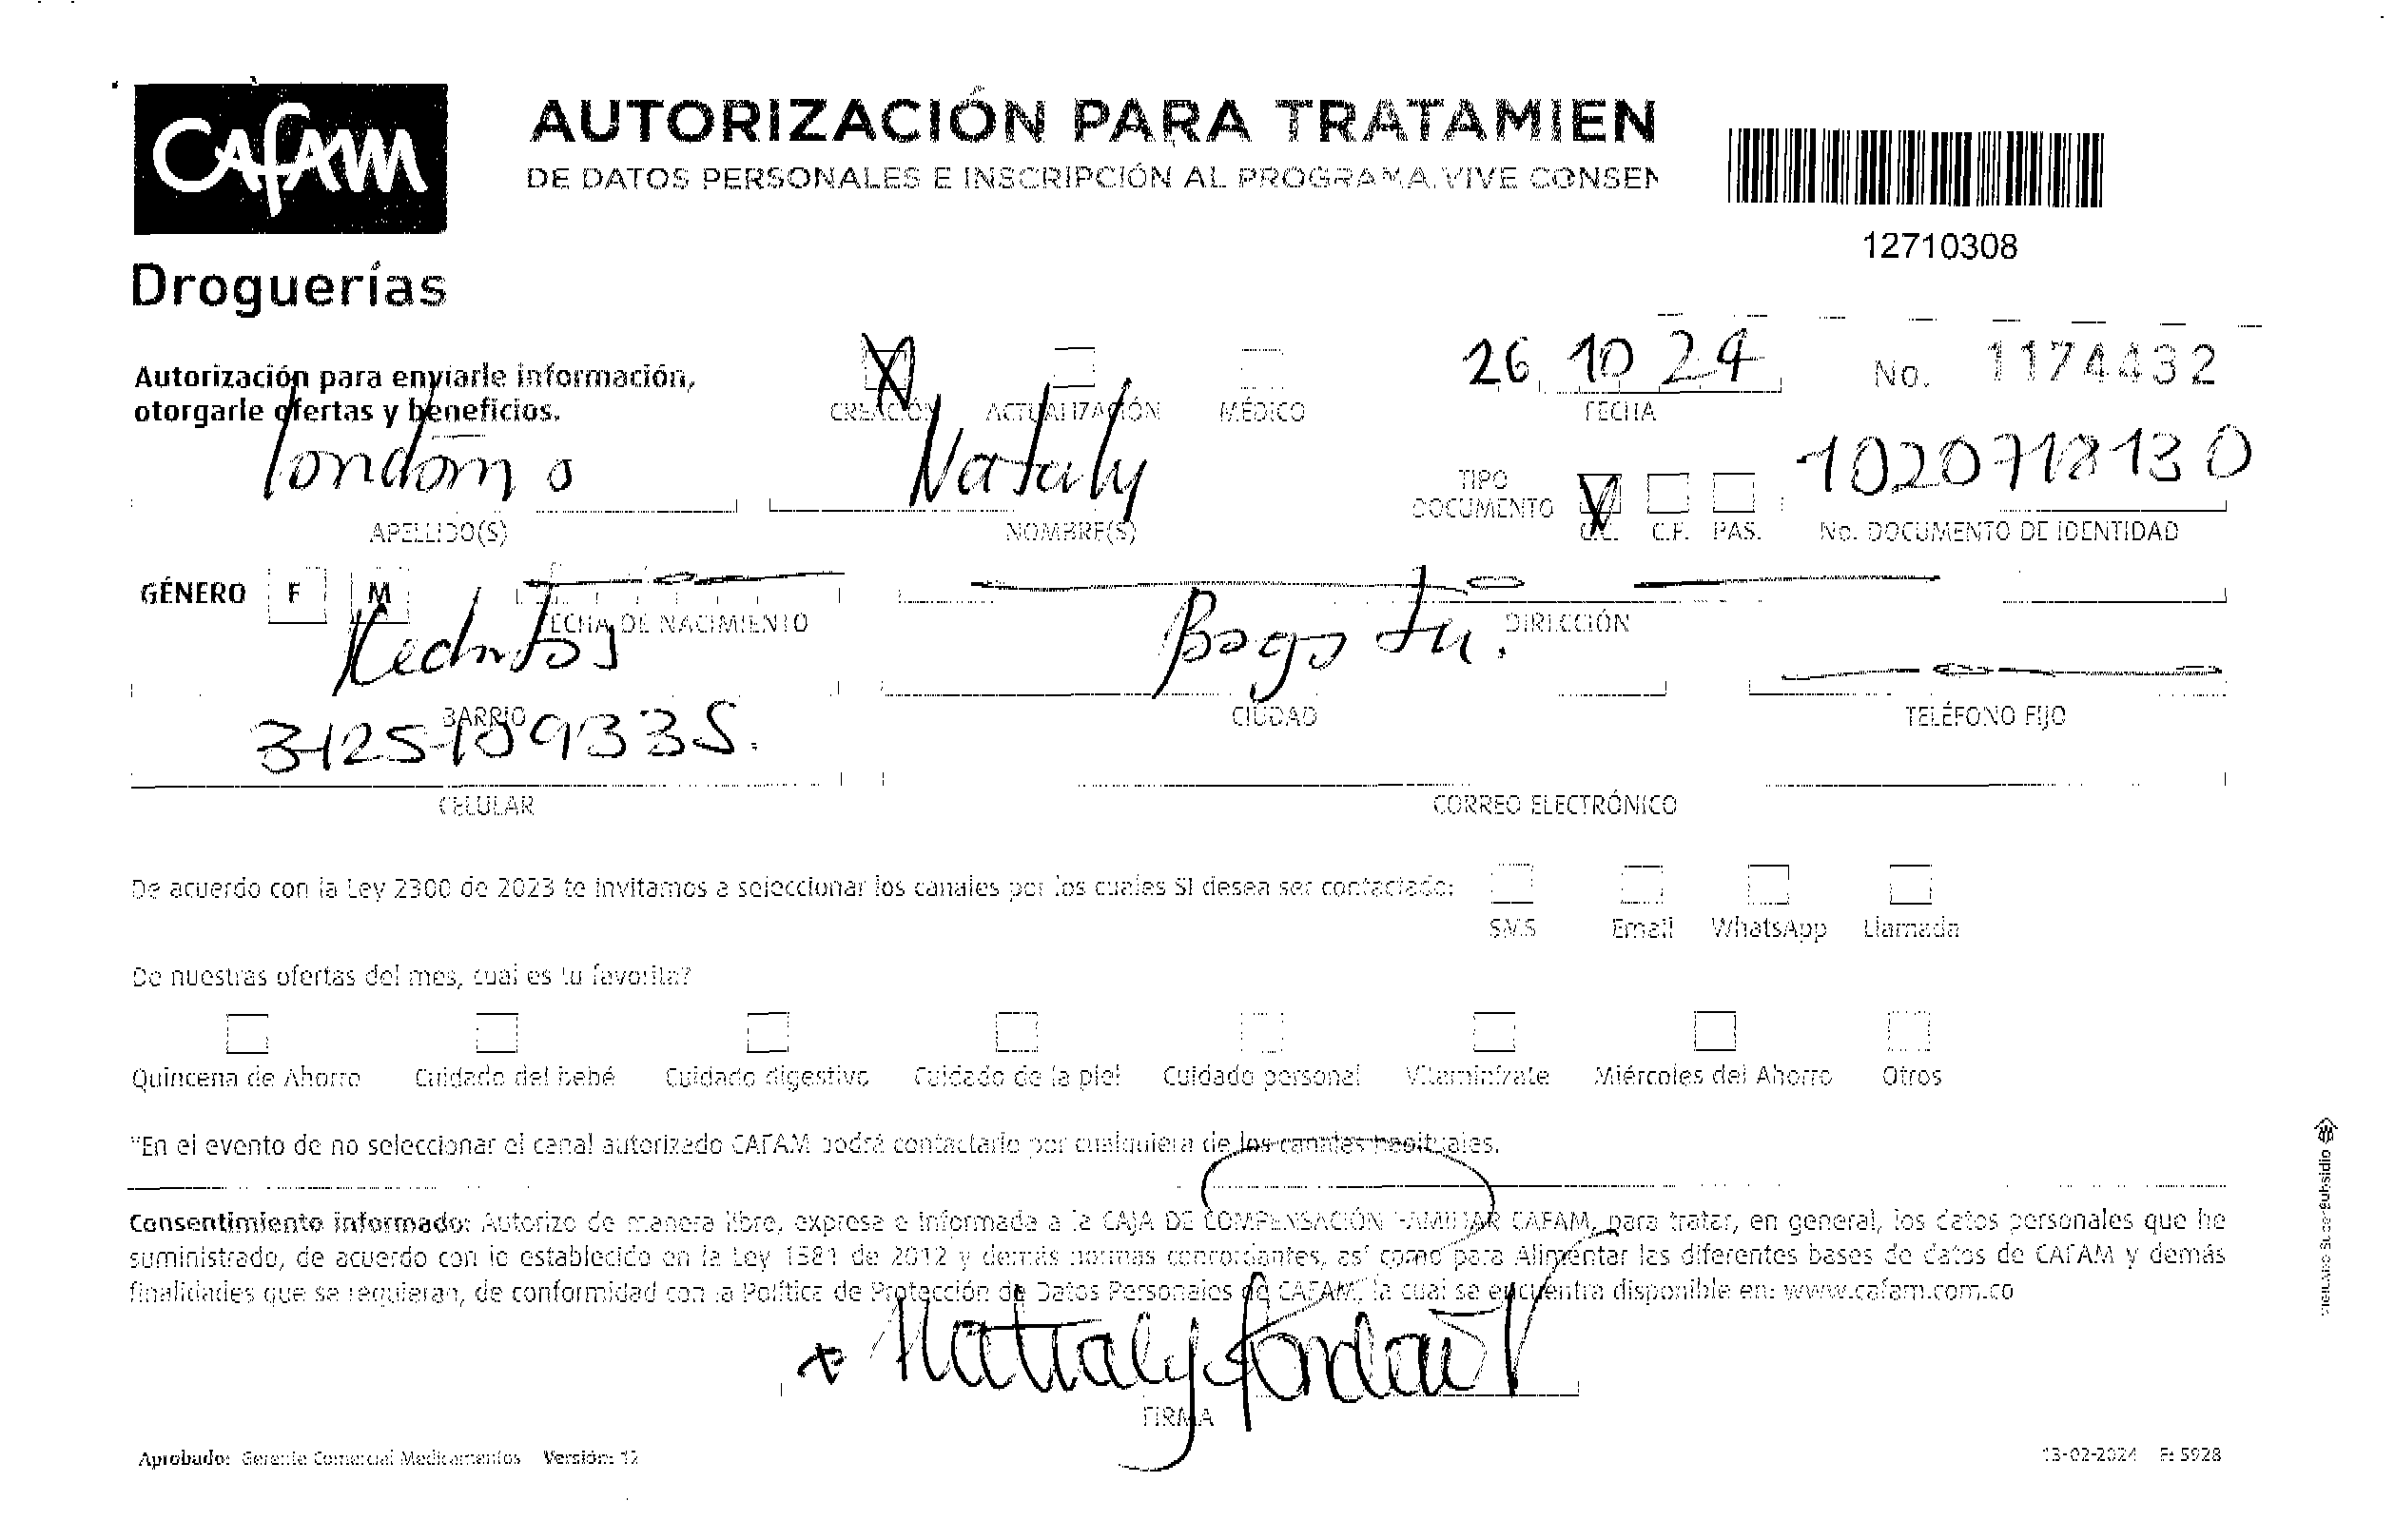 CAFAM
AUTORIZACIÓN PARA TRATAMIEN
DE DATOS PERSONALES E INSCRIPCIÓN AL PROGRAMA VIVE CONSEN
12710308
Droguerías
Autorización para enviarle información,
otorgarle ofertas y beneficios.
CREACIÓN ACTUALIZACIÓN MÉDICO
26 10 24
FECHA
No. 1174432
londoño Nataly
APELLIDO(S) NOMBRE(S)
TIPO DOCUMENTO C.C. C.E. PAS.
1020718130
No. DOCUMENTO DE IDENTIDAD
GÉNERO F M
FECHA DE NACIMIENTO DIRECCIÓN
Bogota.
BARRIO CIUDAD TELÉFONO FIJO
3125189335.
CELULAR CORREO ELECTRÓNICO
De acuerdo con la Ley 2300 de 2023 te invitamos a seleccionar los canales por los cuales SI desea ser contactado:
SMS Email WhatsApp Llamada
De nuestras ofertas del mes, cual es tu favorita?
Quincena de Ahorro Cuidado del bebé Cuidado digestivo Cuidado de la piel Cuidado personal Vitaminízate Miércoles del Ahorro Otros
"En el evento de no seleccionar el canal autorizado CAFAM podrá contactarlo por cualquiera de los canales habituales.
Consentimiento informado: Autorizo de manera libre, expresa e informada a la CAJA DE COMPENSACIÓN FAMILIAR CAFAM, para tratar, en general, los datos personales que he
suministrado, de acuerdo con lo establecido en la Ley 1581 de 2012 y demás normas concordantes, así como para Alimentar las diferentes bases de datos de CAFAM y demás
finalidades que se requieran, de conformidad con la Política de Protección de Datos Personales de CAFAM, la cual se encuentra disponible en: www.cafam.com.co
FIRMA
Aprobado: Gerente Comercial Medicamentos Versión: 12
13-02-2024 F: 5928